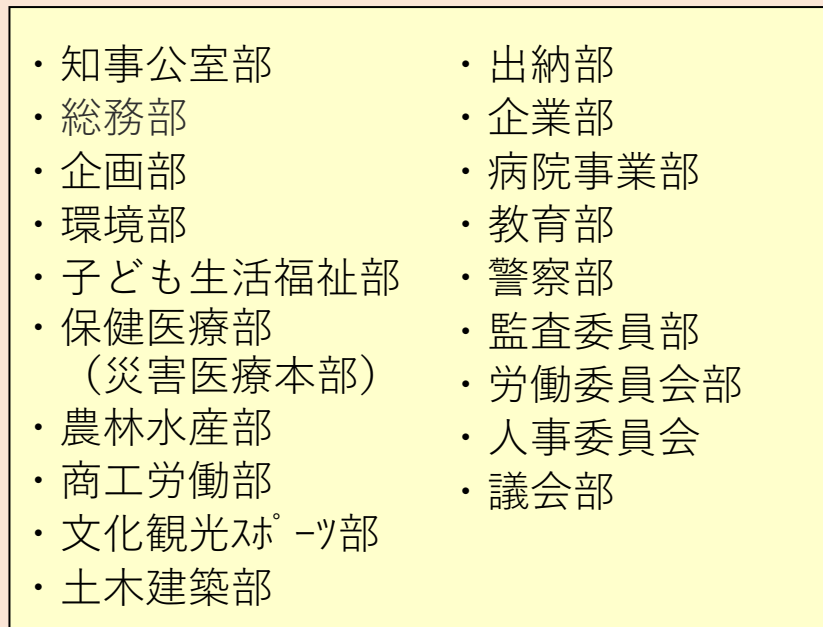 ・知事公室部
・総務部
・企画部
・環境部
・子ども生活福祉部
・保健医療部
（災害医療本部）
・農林水産部
・商工労働部
・文化観光ｽﾎﾟｰﾂ部
・土木建築部
・出納部
・企業部
・病院事業部
・教育部
・警察部
・監査委員部
・労働委員会部
・人事委員会
・議会部